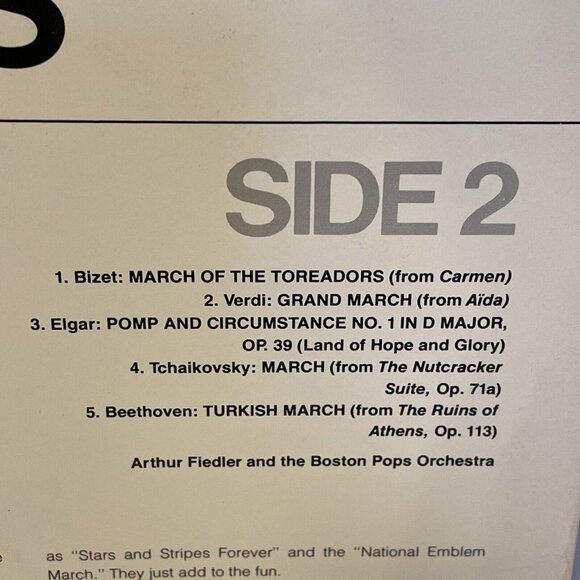 S
SIDE 2
1. Bizet: MARCH OF THE TOREADORS (from Carmen)
2. Verdi: GRAND MARCH (from Aïda)
3. Elgar: POMP AND CIRCUMSTANCE NO. 1 IN D MAJOR,
OP. 39 (Land of Hope and Glory)
4. Tchaikovsky: MARCH (from The Nutcracker
Suite, Op. 71a)
5. Beethoven: TURKISH MARCH (from The Ruins of
Athens, Op. 113)
Arthur Fiedler and the Boston Pops Orchestra
as "Stars and Stripes Forever" and the "National Emblem
March." They just add to the fun.